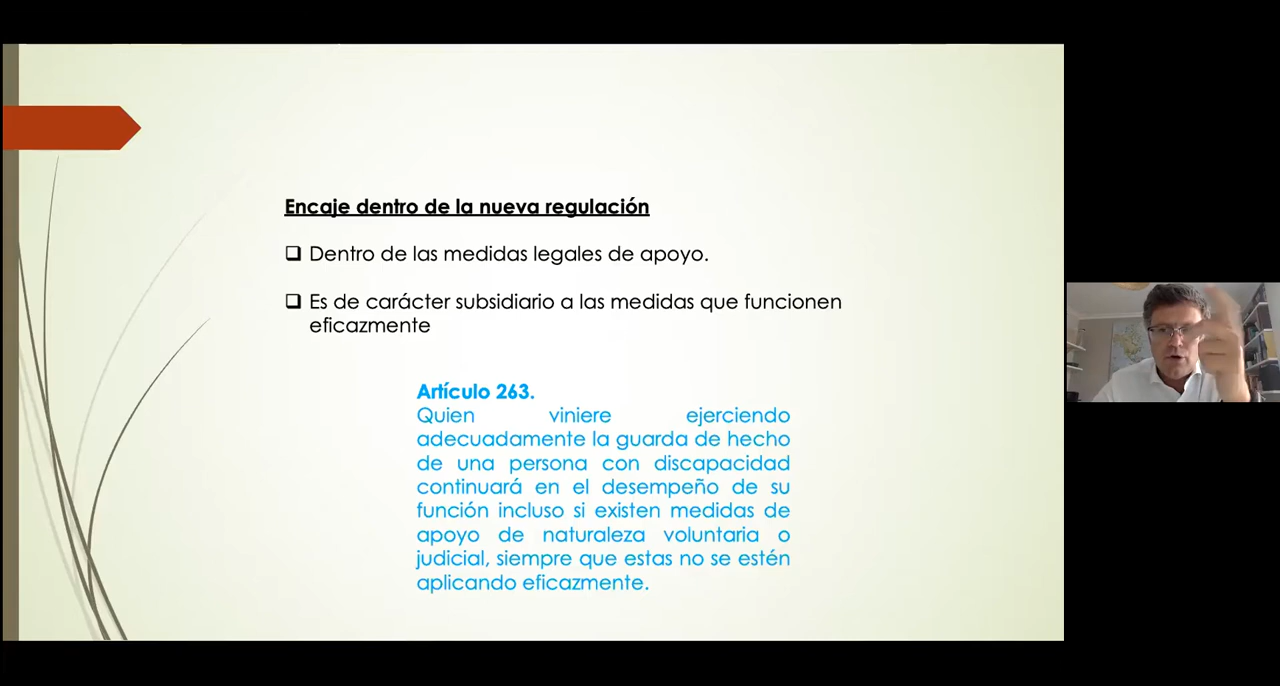 Encaje dentro de la nueva regulación
Dentro de las medidas legales de apoyo.
Es de carácter subsidiario a las medidas que funcionen
eficazmente
Artículo 263.
Quien viniere ejerciendo
adecuadamente la guarda de hecho
de una persona con discapacidad
continuará en el desempeño de su
función incluso si existen medidas de
apoyo de naturaleza voluntaria o
judicial, siempre que estas no se estén
aplicando eficazmente.